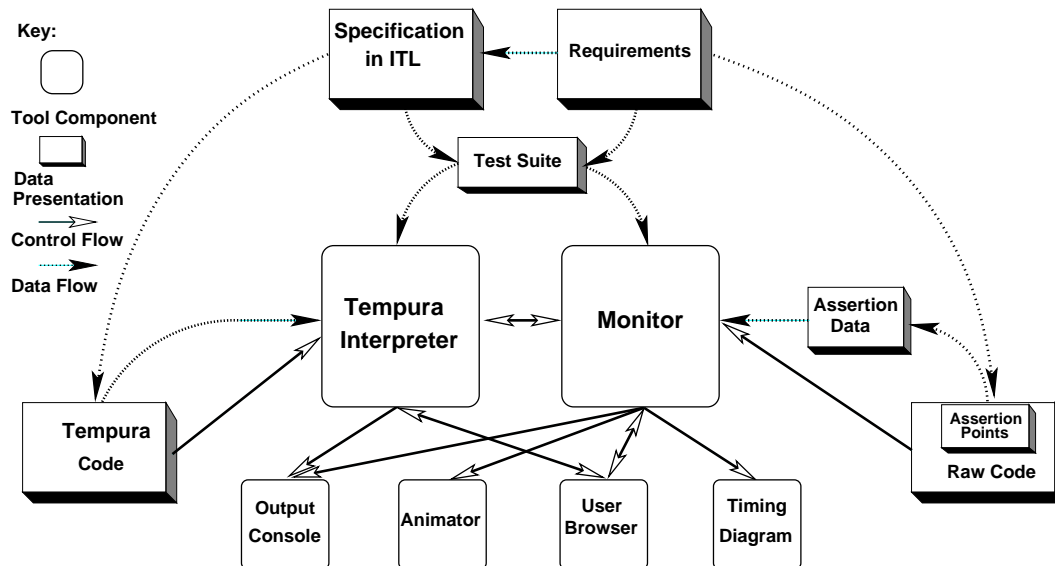 Key:
Tool Component
Data
Presentation
Control Flow
Data Flow
Specification
in ITL
Requirements
Test Suite
Tempura
Interpreter
Monitor
Assertion
Data
Tempura
Code
Assertion
Points
Raw Code
Output
Console
Animator
User
Browser
Timing
Diagram